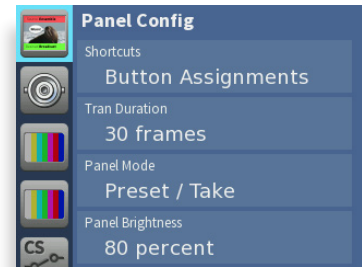 Panel Config
Shortcuts
Button Assignments
Tran Duration
30 frames
Panel Mode
Preset / Take
Panel Brightness
80 percent
CS